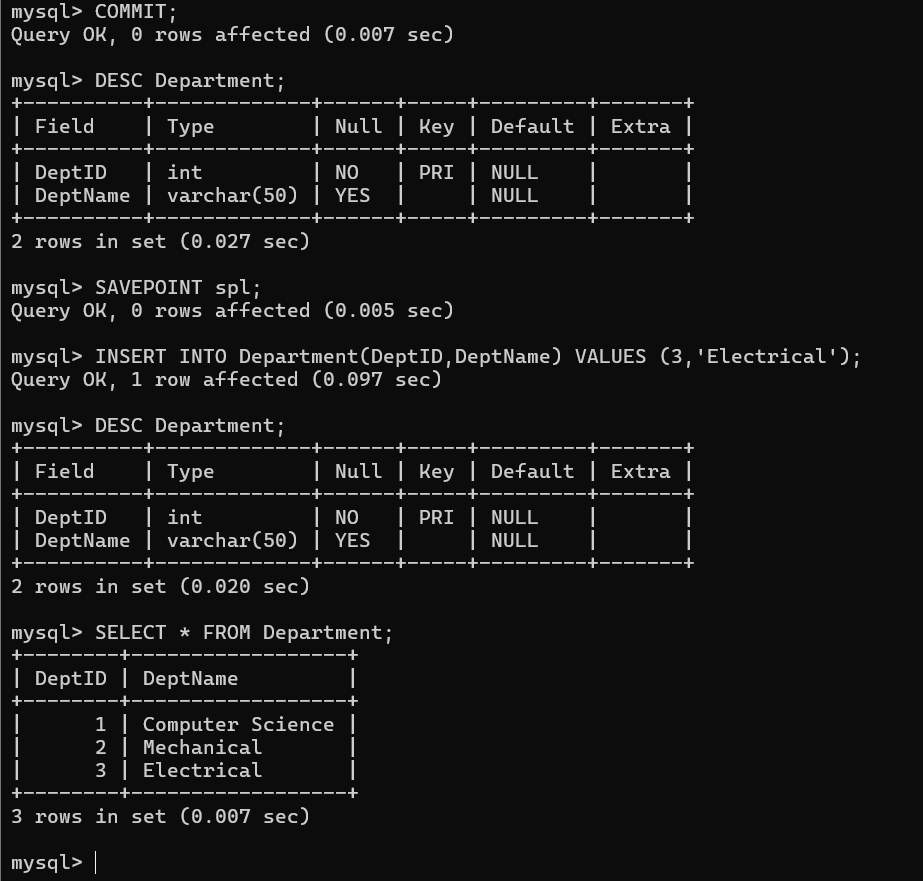 mysql> COMMIT;
Query OK, 0 rows affected (0.007 sec)

mysql> DESC Department;
+----------+-------------+------+-----+---------+-------+
| Field    | Type        | Null | Key | Default | Extra |
+----------+-------------+------+-----+---------+-------+
| DeptID   | int         | NO   | PRI | NULL    |       |
| DeptName | varchar(50) | YES  |     | NULL    |       |
+----------+-------------+------+-----+---------+-------+
2 rows in set (0.027 sec)

mysql> SAVEPOINT spl;
Query OK, 0 rows affected (0.005 sec)

mysql> INSERT INTO Department(DeptID,DeptName) VALUES (3,'Electrical');
Query OK, 1 row affected (0.097 sec)

mysql> DESC Department;
+----------+-------------+------+-----+---------+-------+
| Field    | Type        | Null | Key | Default | Extra |
+----------+-------------+------+-----+---------+-------+
| DeptID   | int         | NO   | PRI | NULL    |       |
| DeptName | varchar(50) | YES  |     | NULL    |       |
+----------+-------------+------+-----+---------+-------+
2 rows in set (0.020 sec)

mysql> SELECT * FROM Department;
+--------+------------------+
| DeptID | DeptName         |
+--------+------------------+
|      1 | Computer Science |
|      2 | Mechanical       |
|      3 | Electrical       |
+--------+------------------+
3 rows in set (0.007 sec)

mysql>